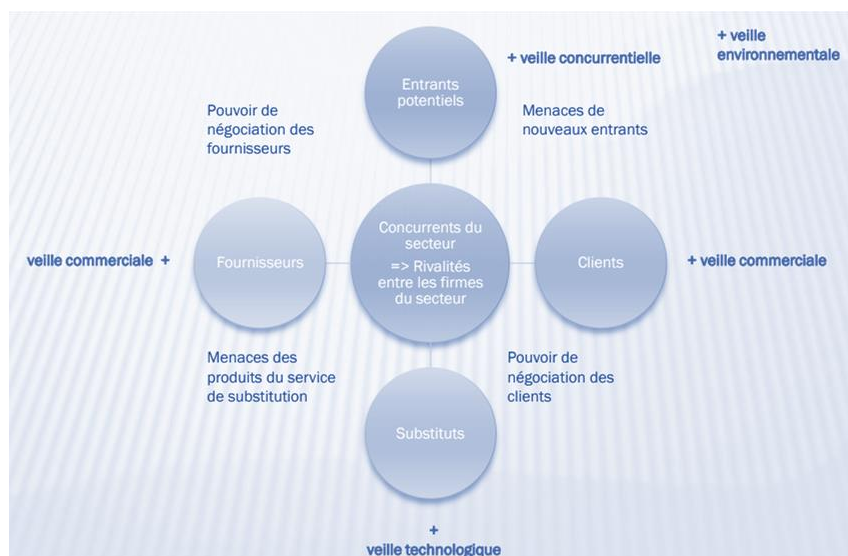 + veille
environnementale
Entrants
potentiels
+ veille concurrentielle
Pouvoir de
négociation des
fournisseurs
Menaces de
nouveaux entrants
veille commerciale +
Fournisseurs
Concurrents du
secteur
=> Rivalités
entre les firmes
du secteur
Clients
+ veille commerciale
Menaces des
produits du service
de substitution
Pouvoir de
négociation des
clients
Substituts
+
veille technologique